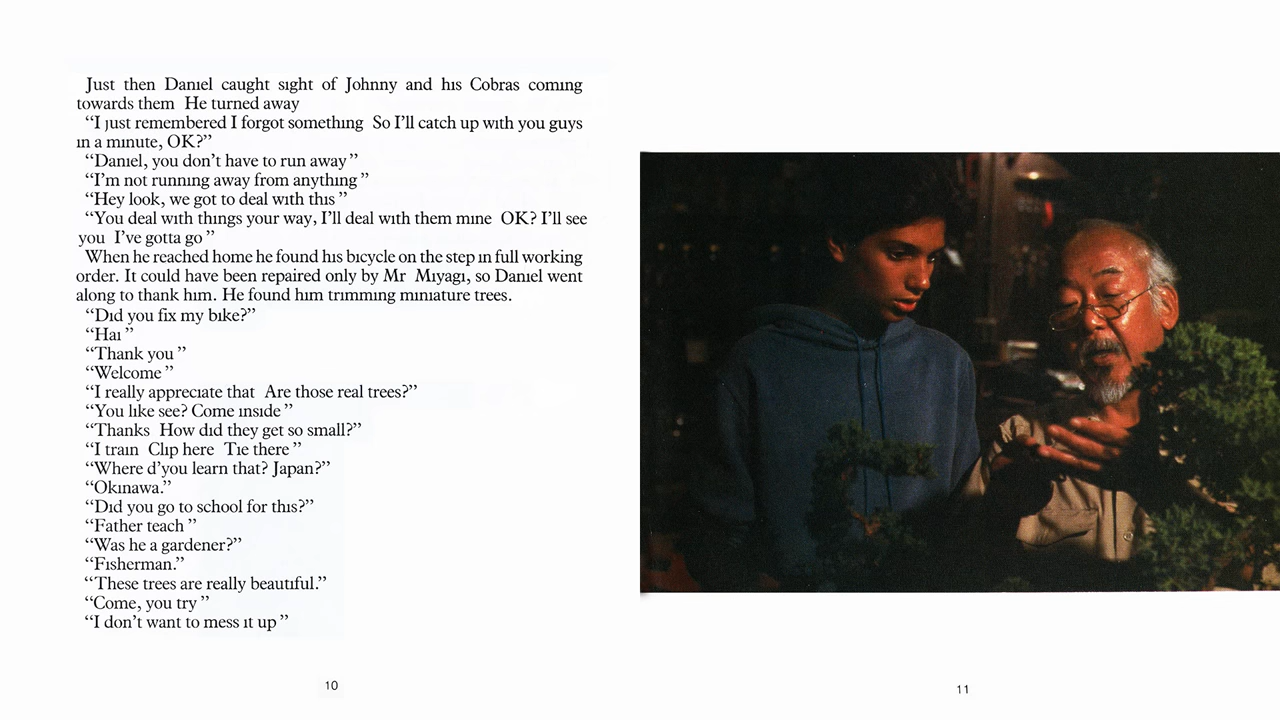 Just then Daniel caught sight of Johnny and his Cobras coming
towards them He turned away
“I just remembered I forgot something So I’ll catch up with you guys
in a minute, OK?”
“Daniel, you don’t have to run away”
“I’m not running away from anything”
“Hey look, we got to deal with this”
“You deal with things your way, I’ll deal with them mine OK? I’ll see
you I’ve gotta go”
When he reached home he found his bicycle on the step in full working
order. It could have been repaired only by Mr Miyagi, so Daniel went
along to thank him. He found him trimming miniature trees.
“Did you fix my bike?”
“Hai”
“Thank you”
“Welcome”
“I really appreciate that Are those real trees?”
“You like see? Come inside”
“Thanks How did they get so small?”
“I train Clip here Tie there”
“Where d’you learn that? Japan?”
“Okinawa.”
“Did you go to school for this?”
“Father teach”
“Was he a gardener?”
“Fisherman.”
“These trees are really beautiful.”
“Come, you try”
“I don’t want to mess it up”
10
11